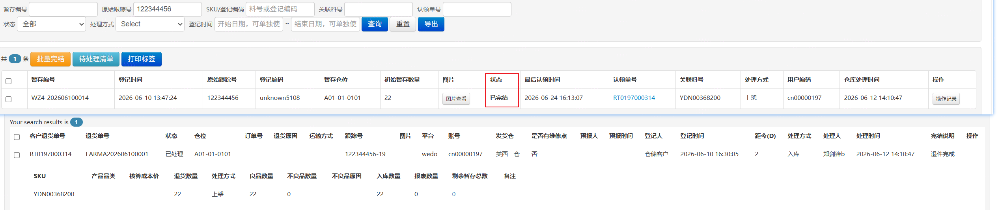 暂存编号 原始跟踪号 122344456 SKU/登记编码 料号或登记编码 关联料号 认领单号
状态 全部 处理方式 Select 登记时间 开始日期，可单独使 ~ 结束日期，可单独使 查询 重置 导出
共 1 条 批量完结 待处理清单 打印标签
暂存编号 登记时间 原始跟踪号 登记编码 暂存仓位 初始暂存数量 图片 状态 最后认领时间 认领单号 关联料号 处理方式 用户编码 仓库处理时间 操作
WZ4-202606100014 2026-06-10 13:47:24 122344456 unknown5108 A01-01-0101 22 图片查看 已完结 2026-06-24 16:13:07 RT0197000314 YDN00368200 上架 cn00000197 2026-06-12 14:10:47 操作记录
Your search results is 1
客户退货单号 退货单号 状态 仓位 订单号 退货原因 运输方式 跟踪号 图片 平台 账号 发货仓 是否有维修点 预报人 预报时间 登记人 登记时间 距今(D) 处理方式 处理人 处理时间 完结说明 操作
RT0197000314 LARMA202606100001 已处理 A01-01-0101 122344456-19 wedo cn00000197 美西一仓 否 仓储客户 2026-06-10 16:30:05 2 入库 郑剑锋b 2026-06-12 14:10:47 退件完成
SKU 产品品类 核算成本价 退货数量 处理方式 良品数量 不良品数量 不良品原因 入库数量 报废数量 剩余暂存总数 备注
YDN00368200 22 上架 22 0 22 0 0